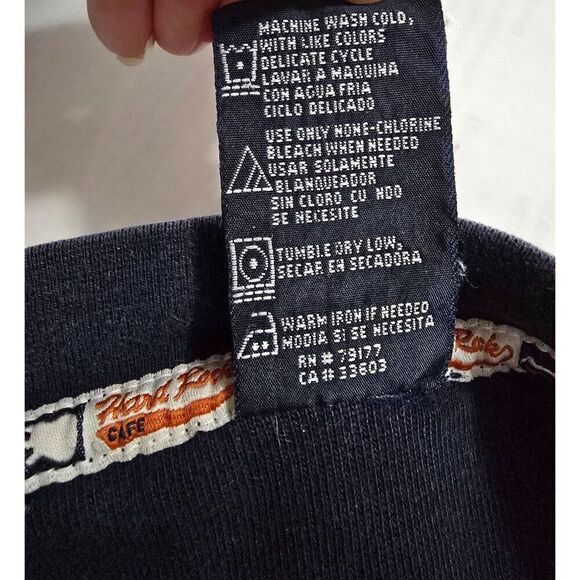 MACHINE WASH COLD,
WITH LIKE COLORS
DELICATE CYCLE
LAVAR A MAQUINA
CON AGUA FRIA
CICLO DELICADO
USE ONLY NONE-CHLORINE
BLEACH WHEN NEEDED
USAR SOLAMENTE
BLANQUEADOR
SIN CLORO CU NDO
SE NECESITE
TUMBLE DRY LOW,
SECAR EN SECADORA
WARM IRON IF NEEDED
MODIA SI SE NECESITA
RN # 79177
CA # 33603
Hard Rock
CAFE